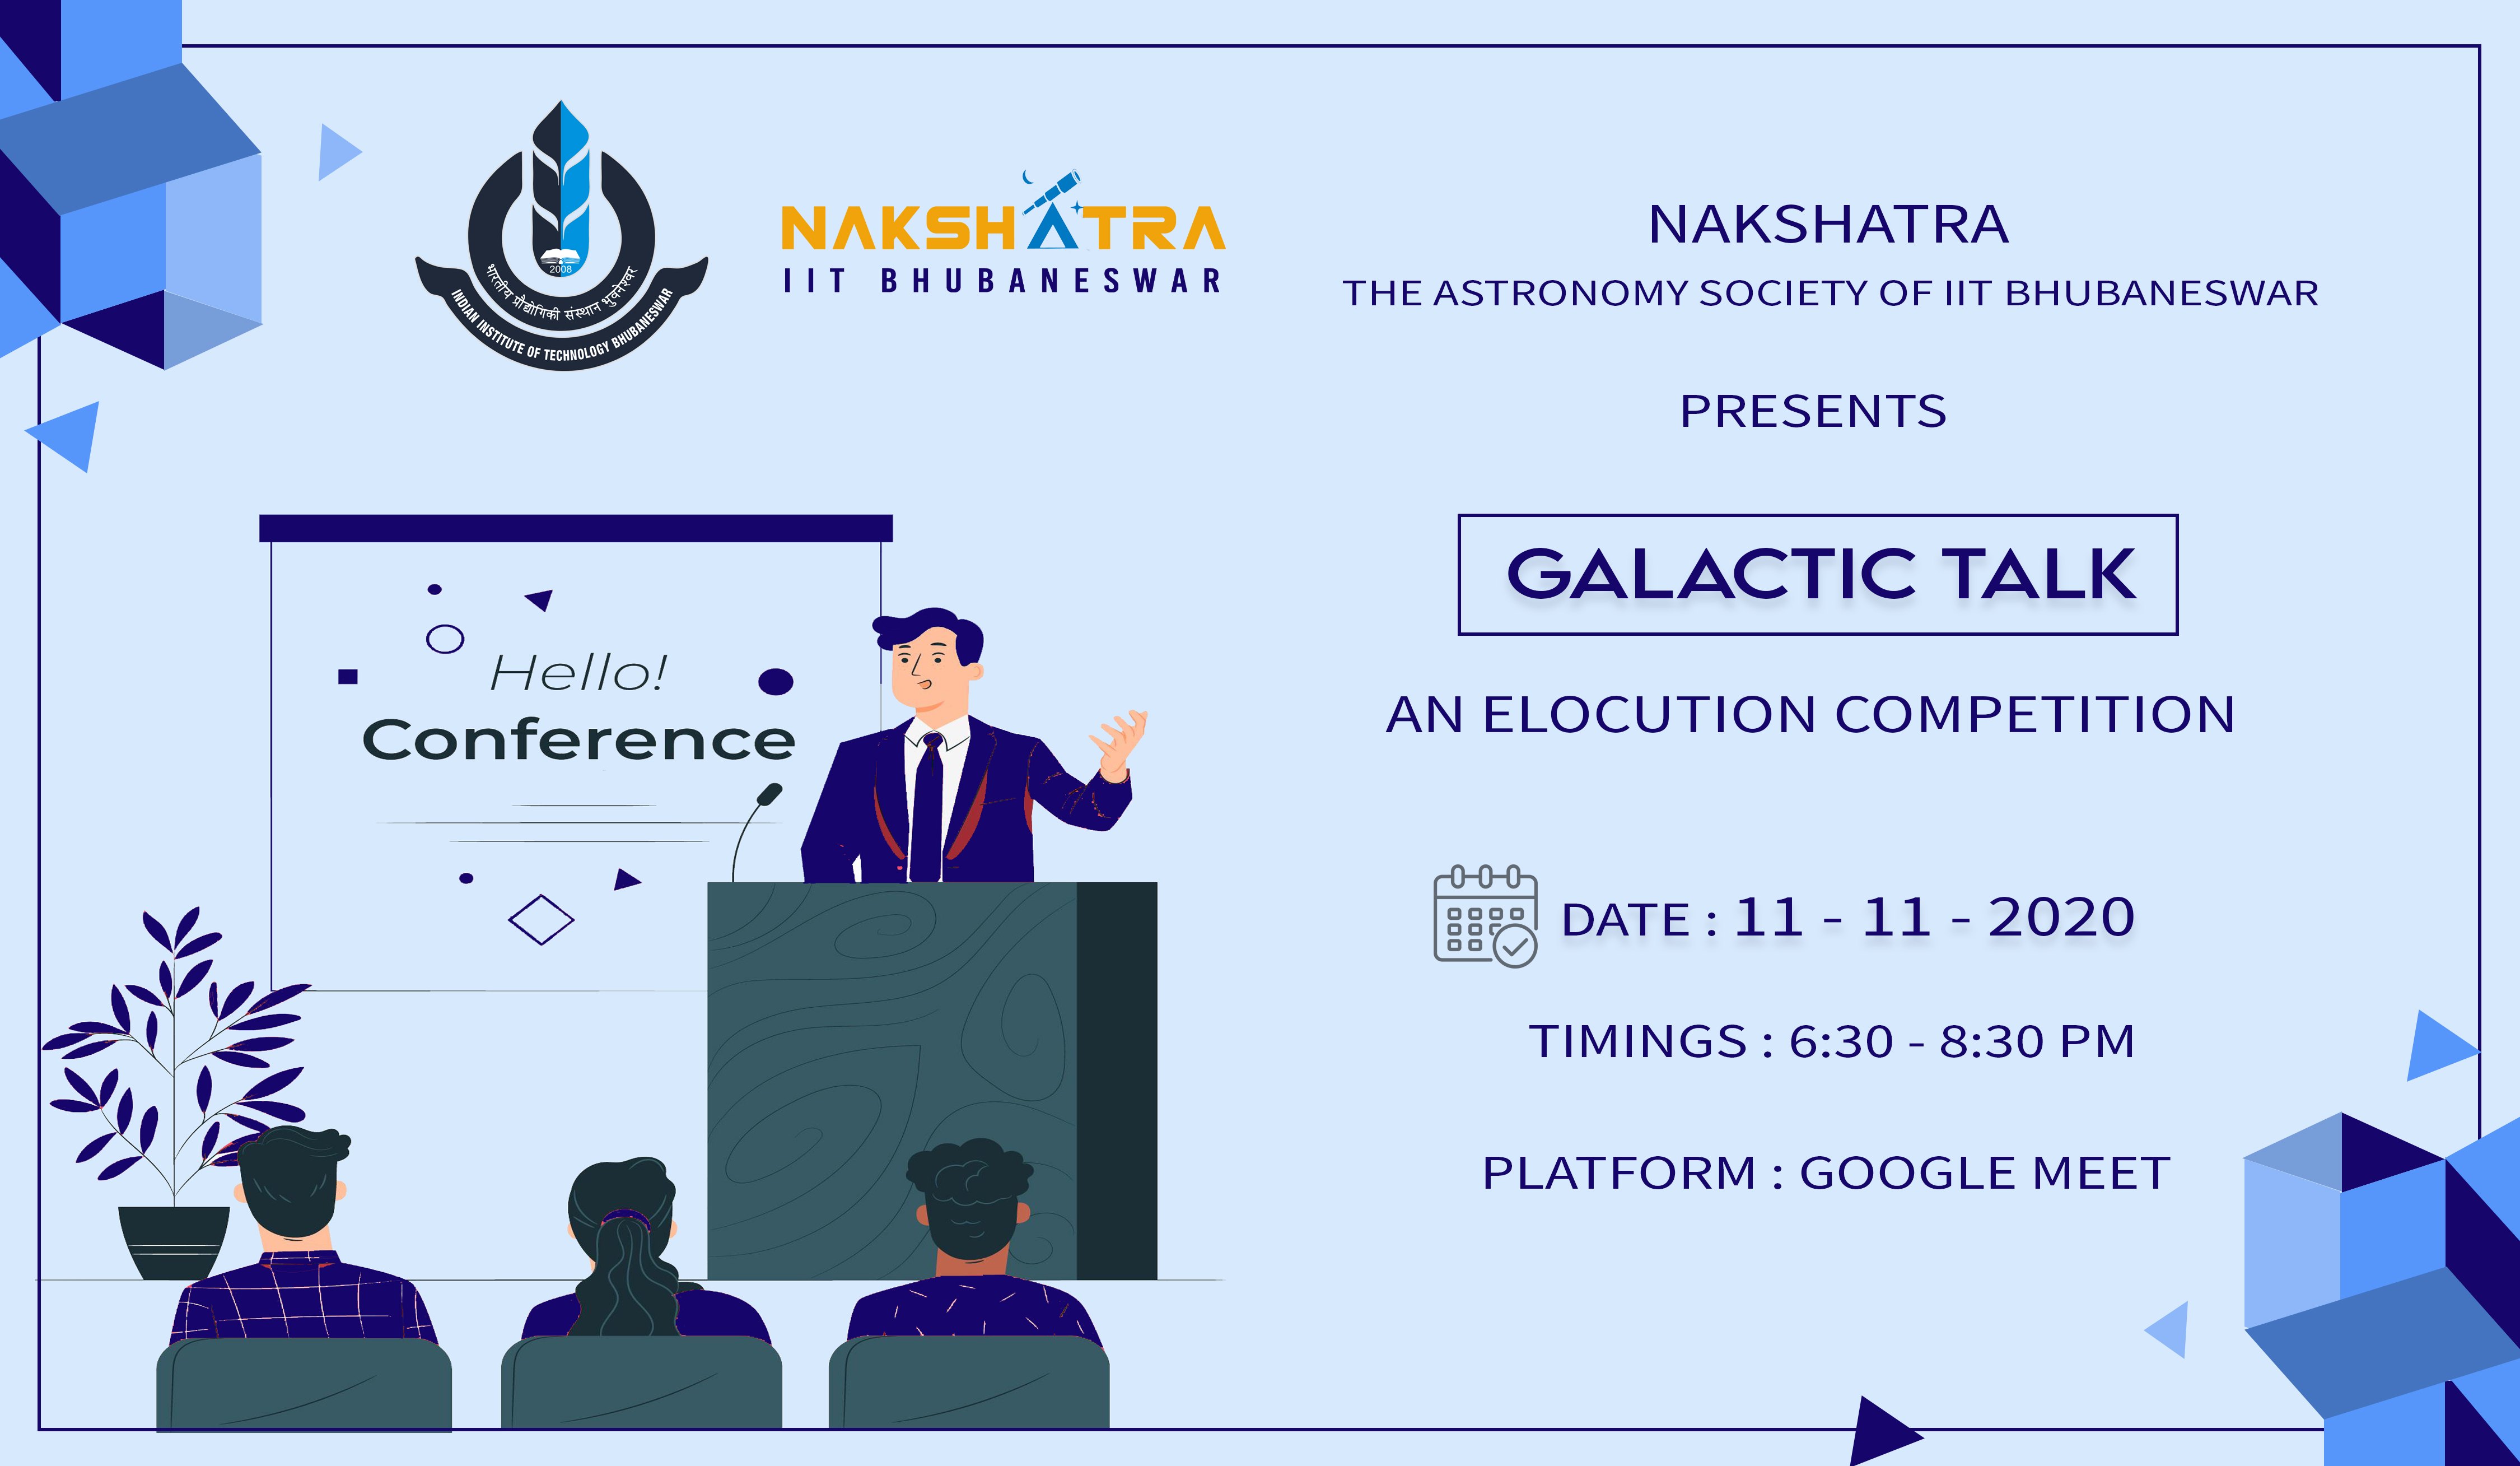 2008
भारतीय प्रौद्योगिकी संस्थान भुवनेश्वर
INDIAN INSTITUTE OF TECHNOLOGY BHUBANESWAR
NAKSHATRA
IIT BHUBANESWAR
NAKSHATRA
THE ASTRONOMY SOCIETY OF IIT BHUBANESWAR
PRESENTS
GALACTIC TALK
AN ELOCUTION COMPETITION
Hello!
Conference
DATE : 11 - 11 - 2020
TIMINGS : 6:30 - 8:30 PM
PLATFORM : GOOGLE MEET